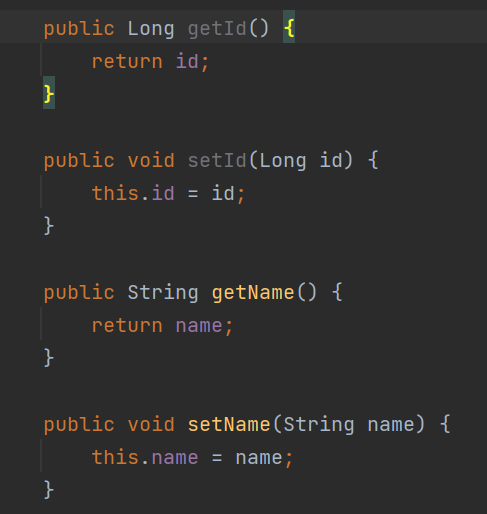 public Long getId() {
    return id;
}

public void setId(Long id) {
    this.id = id;
}

public String getName() {
    return name;
}

public void setName(String name) {
    this.name = name;
}